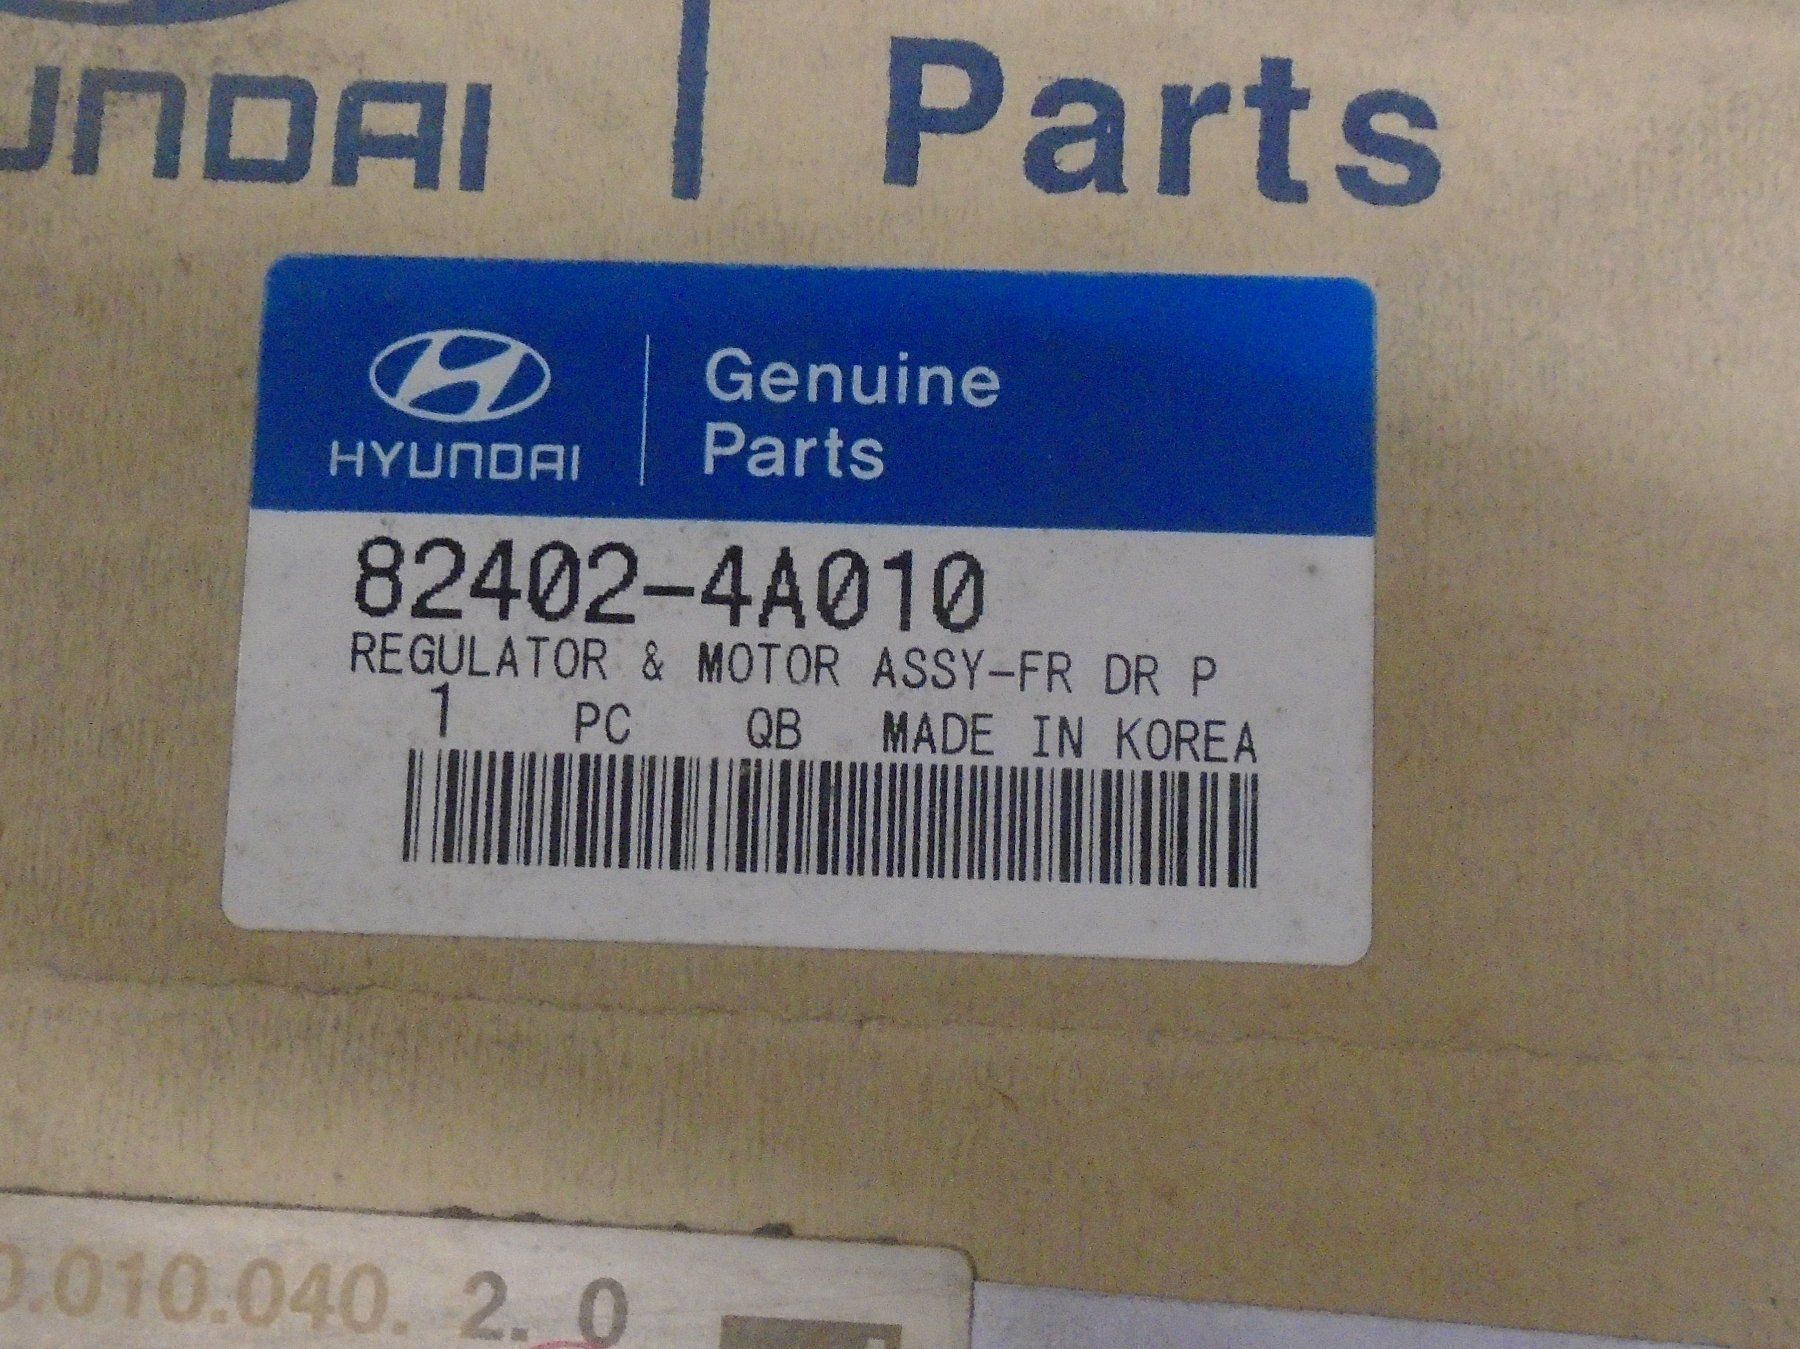 UNDAI | Parts
HYUNDAI
Genuine
Parts
82402-4A010
REGULATOR & MOTOR ASSY-FR DR P
1 PC QB MADE IN KOREA
0.010.040. 2. 0